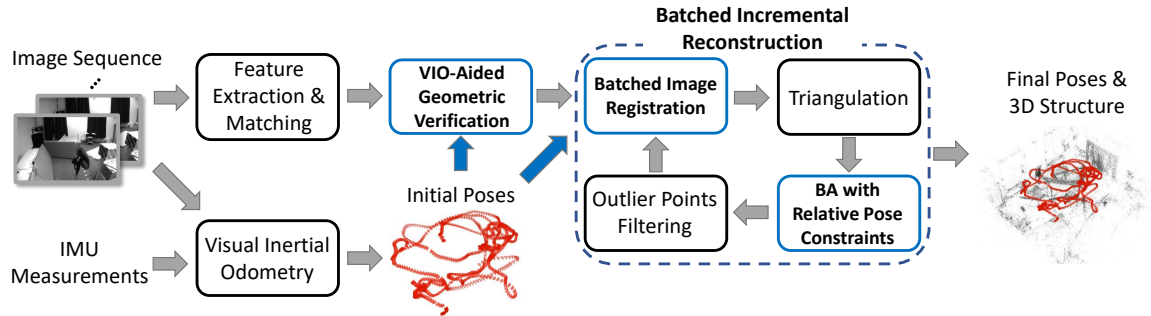 Batched Incremental
Reconstruction
Image Sequence
Feature
Extraction &
Matching
VIO-Aided
Geometric
Verification
Batched Image
Registration
Triangulation
Final Poses &
3D Structure
Initial Poses
Outlier Points
Filtering
BA with
Relative Pose
Constraints
IMU
Measurements
Visual Inertial
Odometry